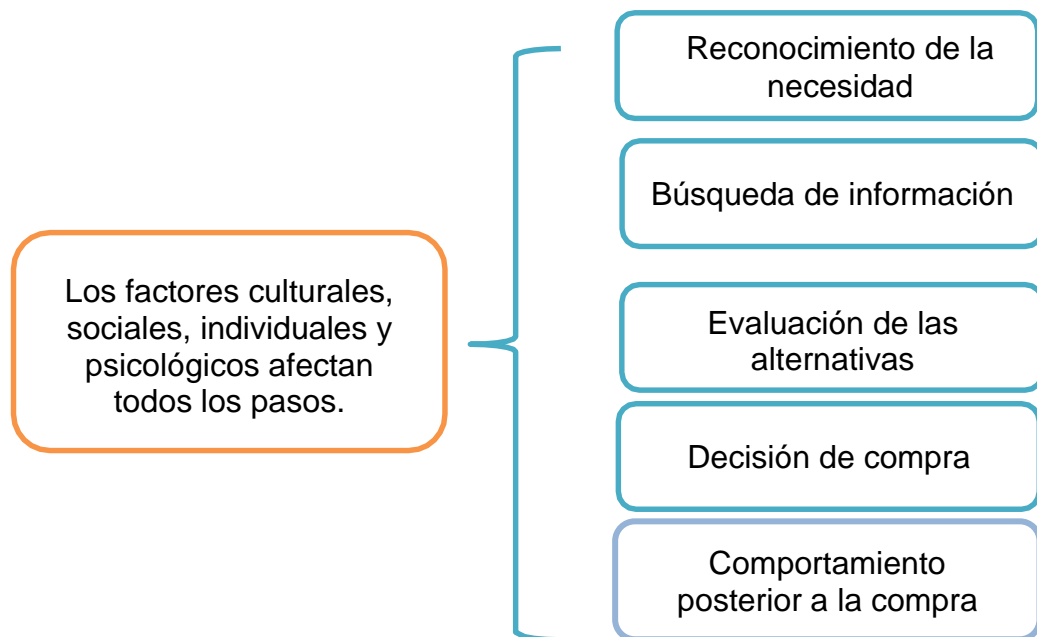 Los factores culturales,
sociales, individuales y
psicológicos afectan
todos los pasos.
Reconocimiento de la
necesidad
Búsqueda de información
Evaluación de las
alternativas
Decisión de compra
Comportamiento
posterior a la compra